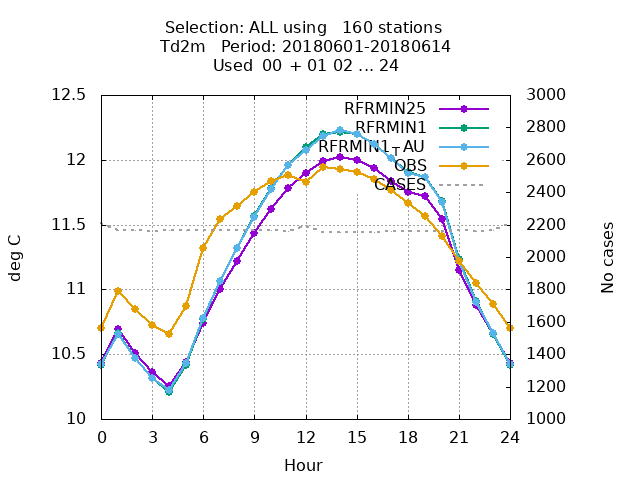 Selection: ALL using   160 stations
Td2m   Period: 20180601-20180614
Used  00  + 01 02 ... 24
12.5
12
11.5
11
10.5
10
3000
2800
2600
2400
2200
2000
1800
1600
1400
1200
1000
RFRMIN25
RFRMIN1
RFRMIN1-AU
OBS
CASES
deg C
No cases
0 3 6 9 12 15 18 21 24
Hour